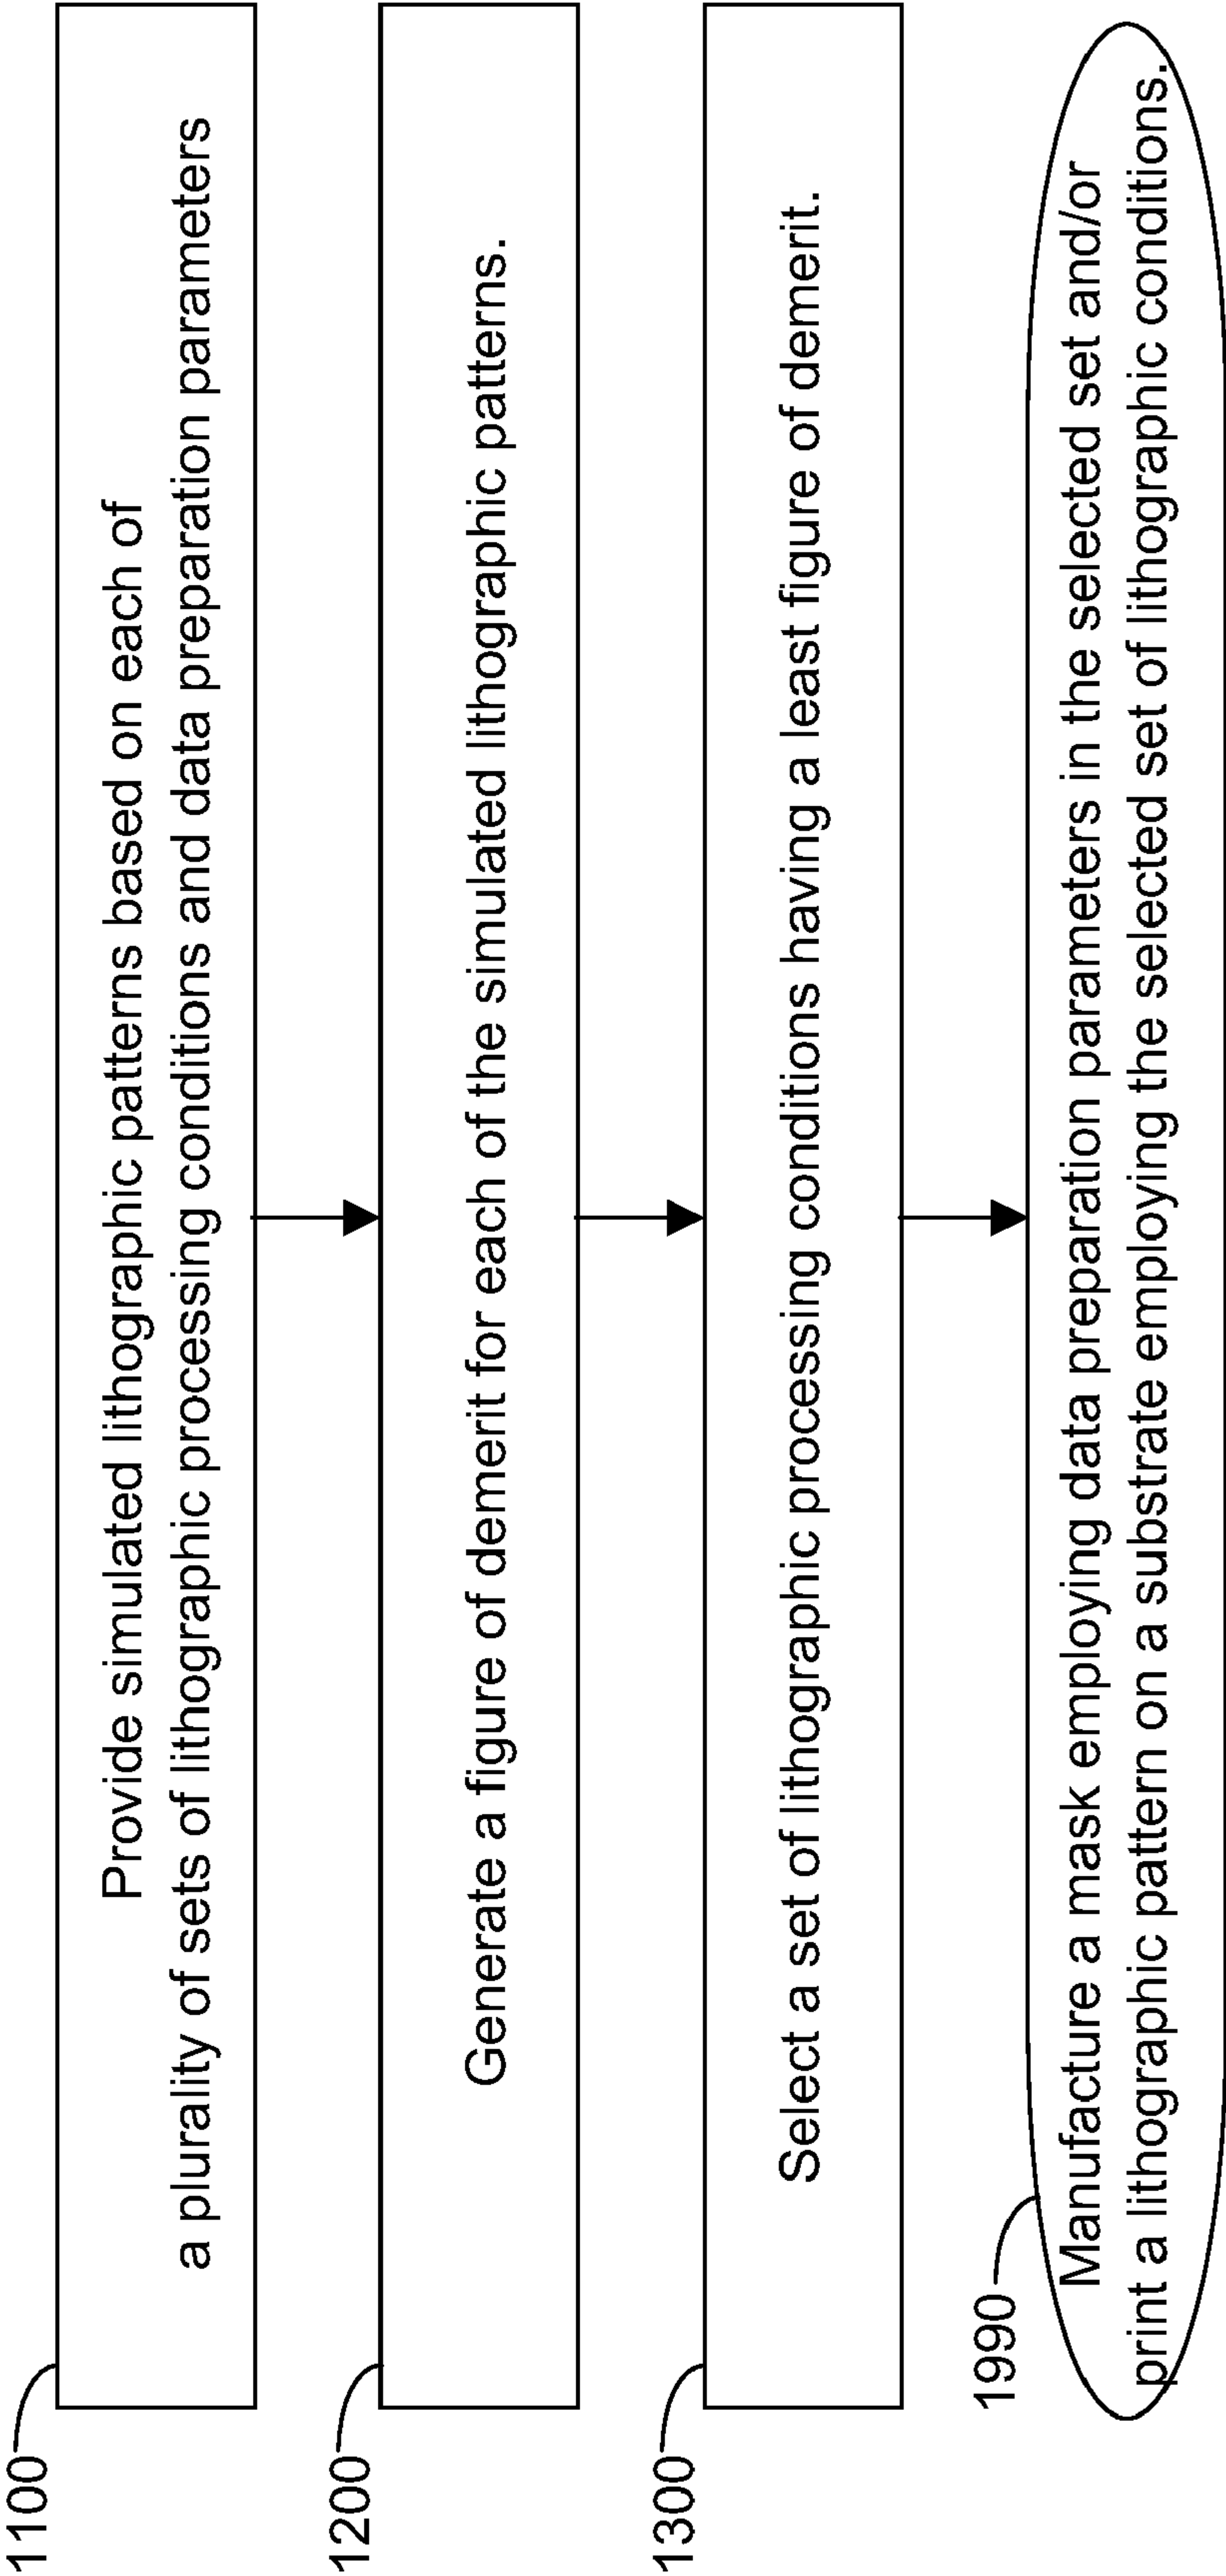 1100
Provide simulated lithographic patterns based on each of
a plurality of sets of lithographic processing conditions and data preparation parameters
1200
Generate a figure of demerit for each of the simulated lithographic patterns.
1300
Select a set of lithographic processing conditions having a least figure of demerit.
1990
Manufacture a mask employing data preparation parameters in the selected set and/or
print a lithographic pattern on a substrate employing the selected set of lithographic conditions.